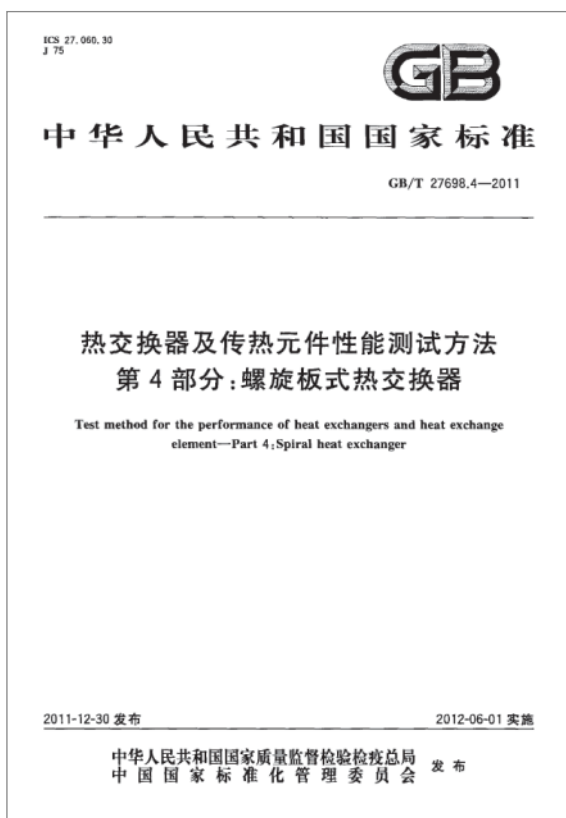 ICS 27.060.30
J 75
GB
中华人民共和国国家标准
GB/T 27698.4—2011
热交换器及传热元件性能测试方法
第 4 部分:螺旋板式热交换器
Test method for the performance of heat exchangers and heat exchange
element—Part 4:Spiral heat exchanger
2011-12-30 发布
2012-06-01 实施
中华人民共和国国家质量监督检验检疫总局
中国国家标准化管理委员会
发布